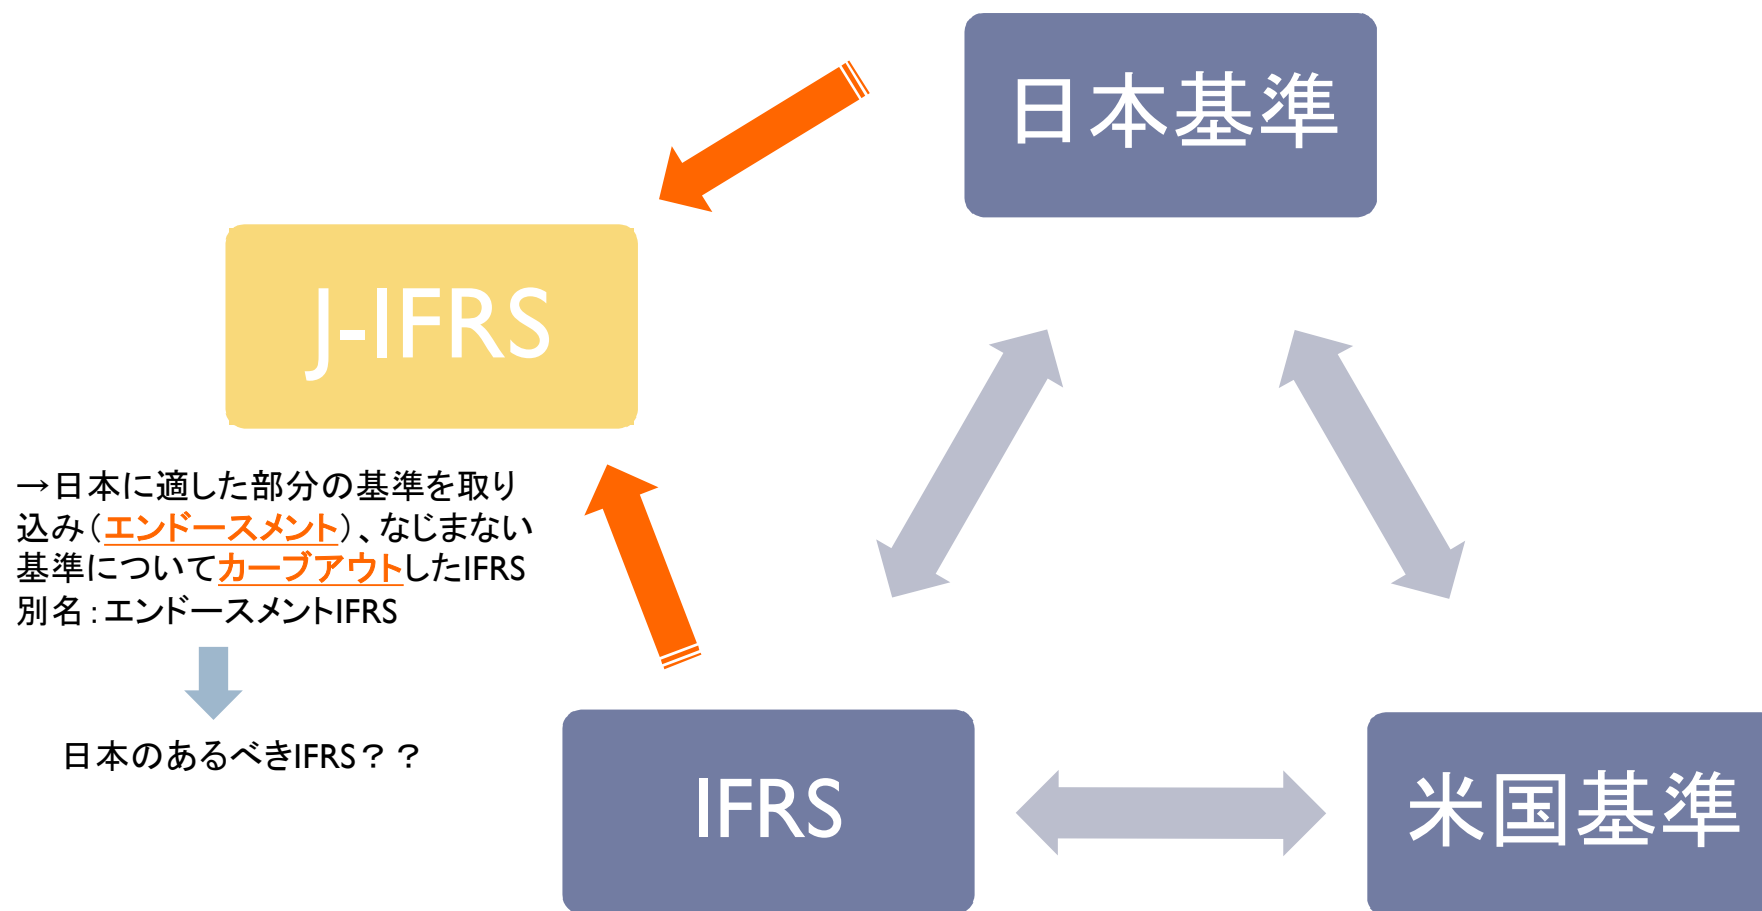 日本基準
J-IFRS
→日本に適した部分の基準を取り
込み（エンドースメント）、なじまない
基準についてカーブアウトしたIFRS
別名：エンドースメントIFRS
日本のあるべきIFRS？？
IFRS
米国基準